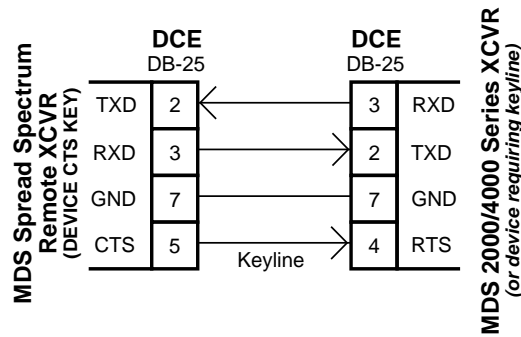 MDS Spread Spectrum
Remote XCVR
(DEVICE CTS KEY)
DCE
DB-25
DCE
DB-25
TXD 2 3 RXD
RXD 3 2 TXD
GND 7 7 GND
CTS 5 4 RTS
Keyline
MDS 2000/4000 Series XCVR
(or device requiring keyline)